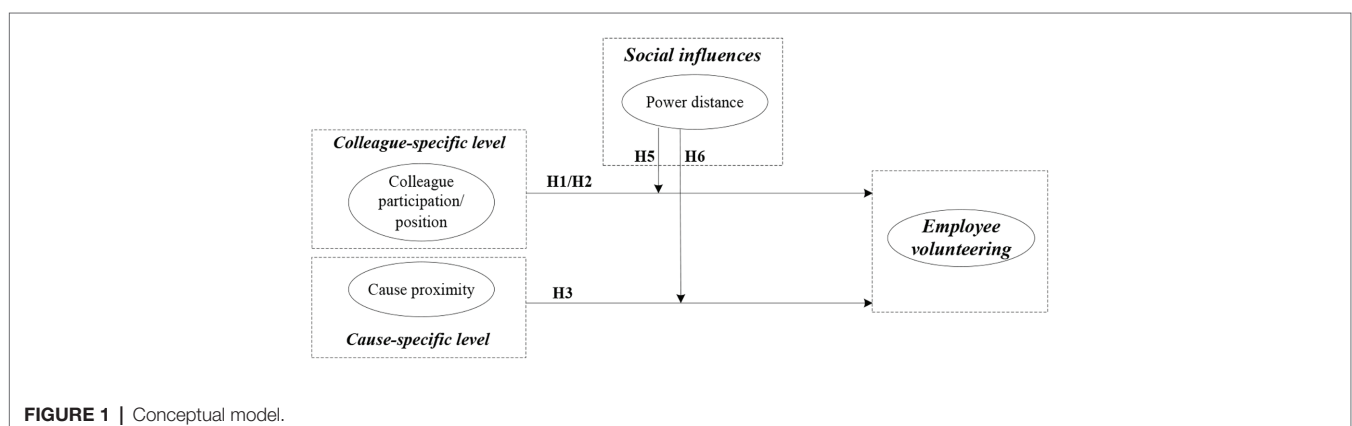 Social influences
Power distance
Colleague-specific level
H5
H6
Colleague
participation/
position
H1/H2
Employee
volunteering
Cause proximity
H3
Cause-specific level
FIGURE 1 | Conceptual model.